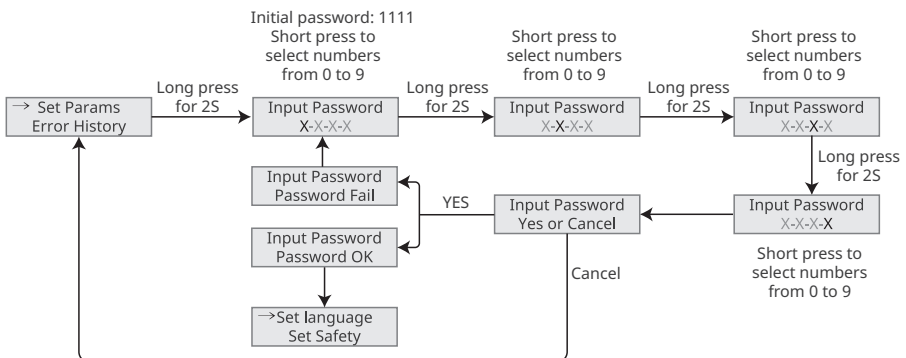 Initial password: 1111
Short press to
select numbers
from 0 to 9
Short press to
select numbers
from 0 to 9
Short press to
select numbers
from 0 to 9
→ Set Params
Error History
Long press
for 2S
Input Password
X-X-X-X
Long press
for 2S
Input Password
X-X-X-X
Long press
for 2S
Input Password
X-X-X-X
Long press
for 2S
Input Password
X-X-X-X
Short press to
select numbers
from 0 to 9
Input Password
Yes or Cancel
YES
Input Password
Password Fail
Input Password
Password OK
→Set language
Set Safety
Cancel